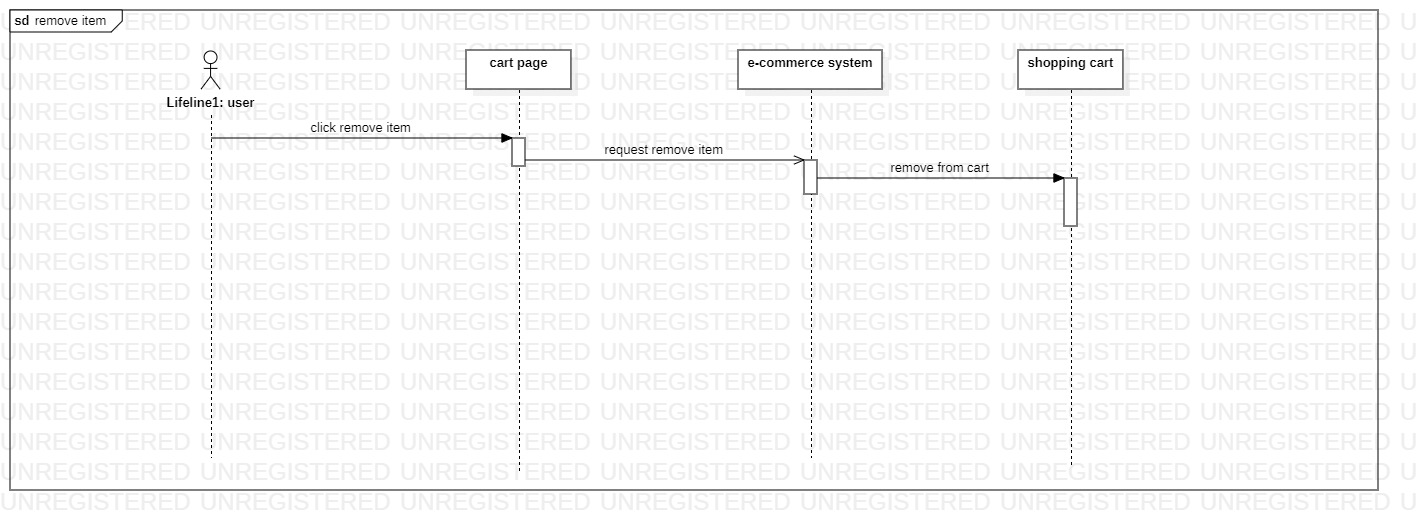 sd remove item
cart page
e-commerce system
shopping cart
Lifeline1: user
click remove item
request remove item
remove from cart
UNREGISTERED UNREGISTERED UNREGISTERED UNREGISTERED UNREGISTERED UNREGISTERED UNREGISTERED